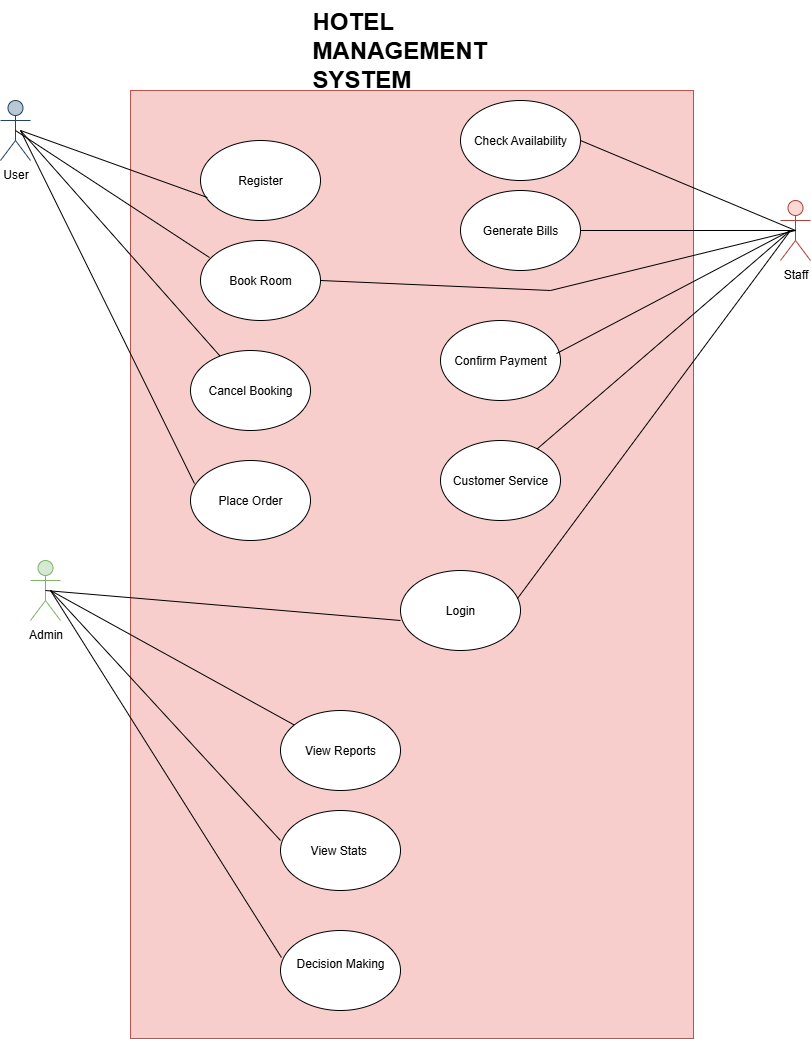 HOTEL
MANAGEMENT
SYSTEM
Check Availability
User
Register
Generate Bills
Staff
Book Room
Confirm Payment
Cancel Booking
Customer Service
Place Order
Login
Admin
View Reports
View Stats
Decision Making